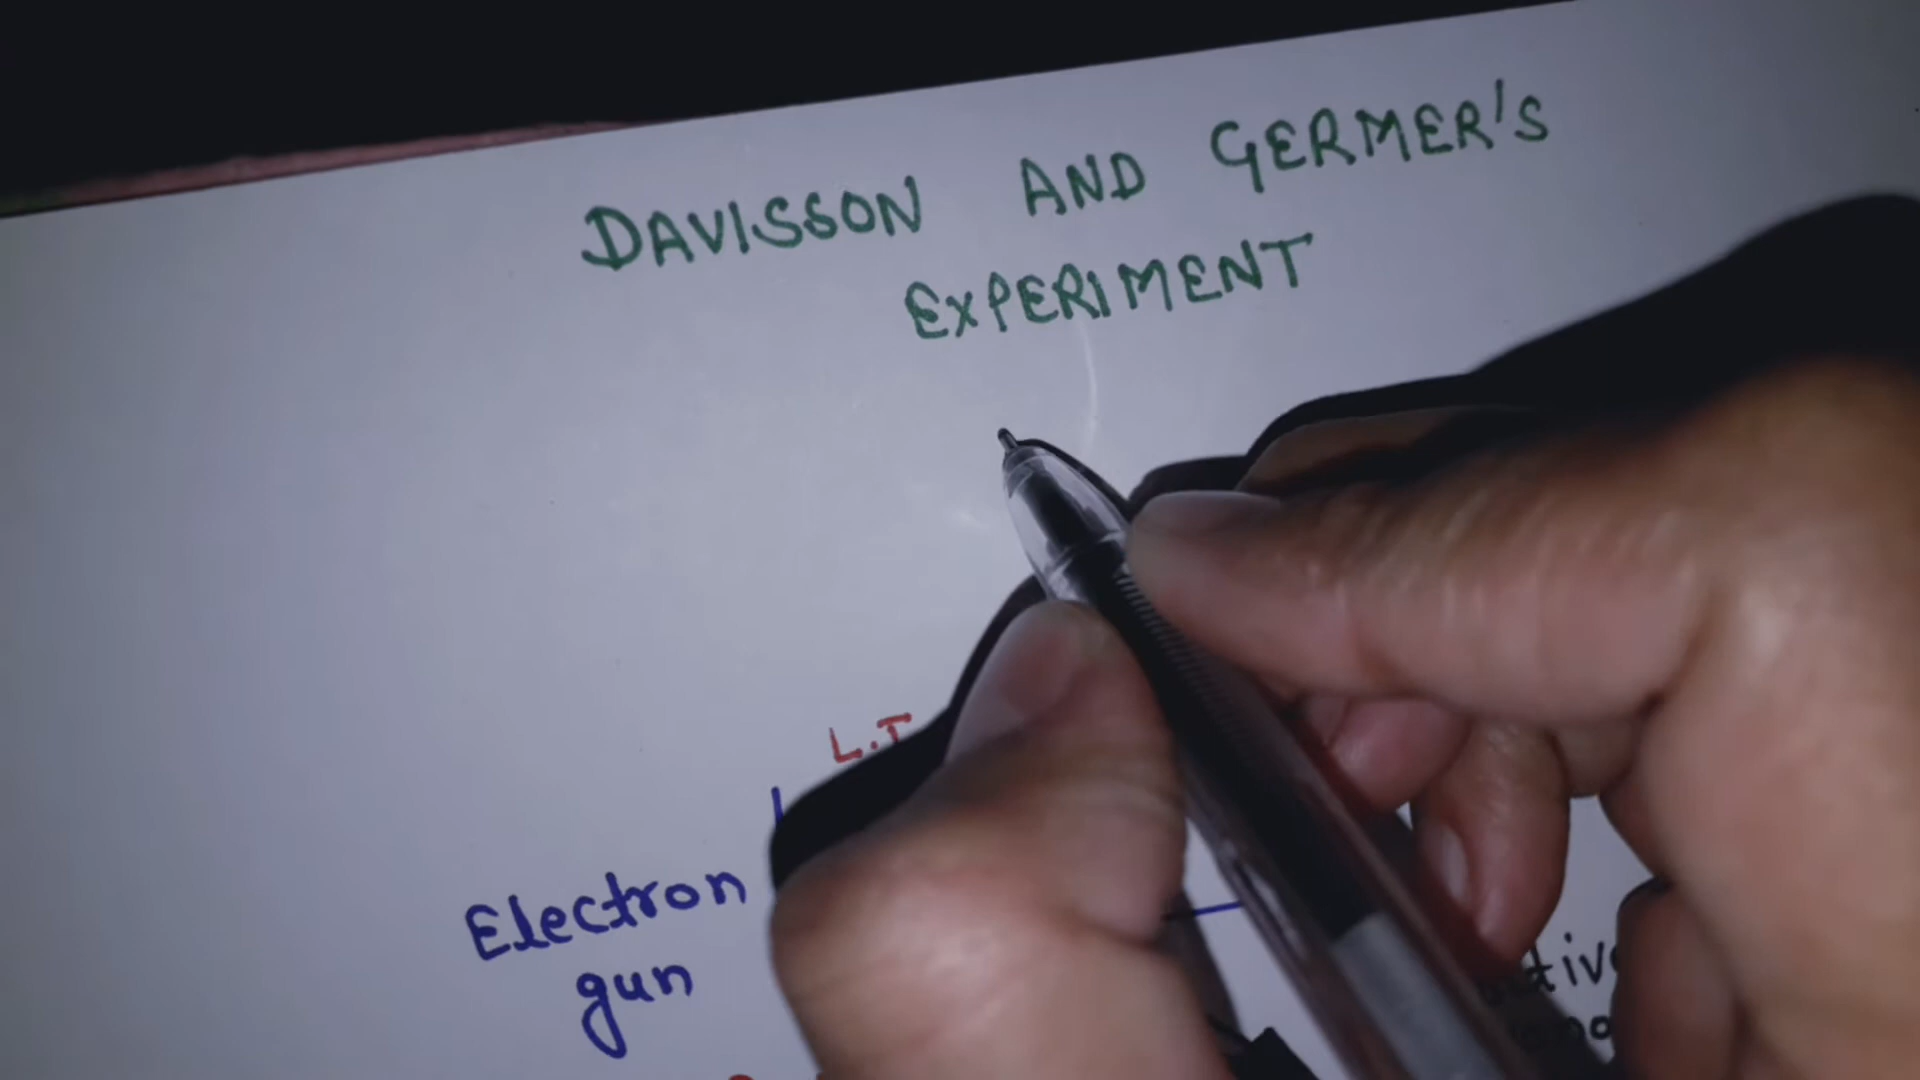 DAVISSON AND GERMER'S
EXPERIMENT
L.T
Electron
gun